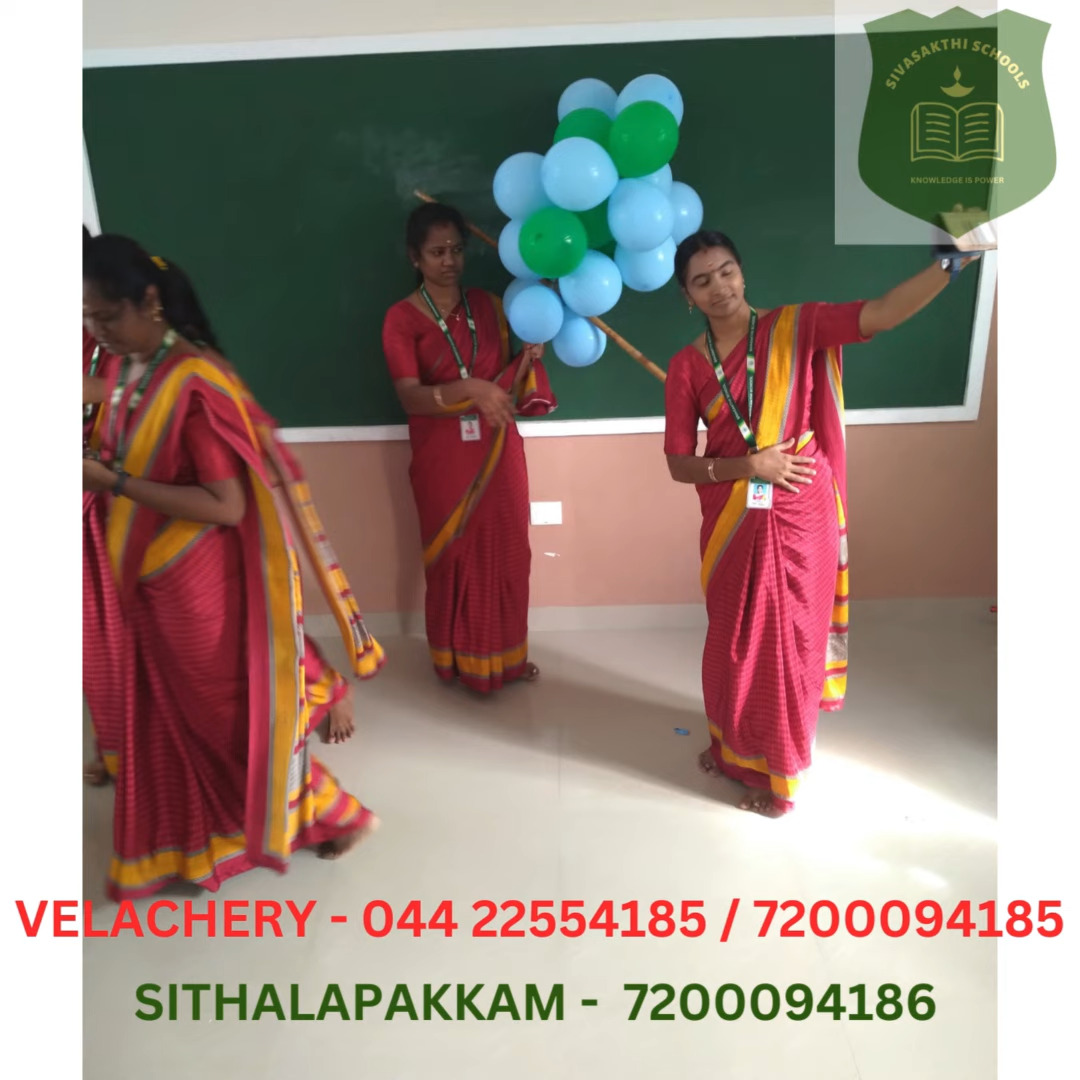 SIVASAKTHI SCHOOLS
KNOWLEDGE IS POWER
VELACHERY - 044 22554185 / 7200094185
SITHALAPAKKAM - 7200094186